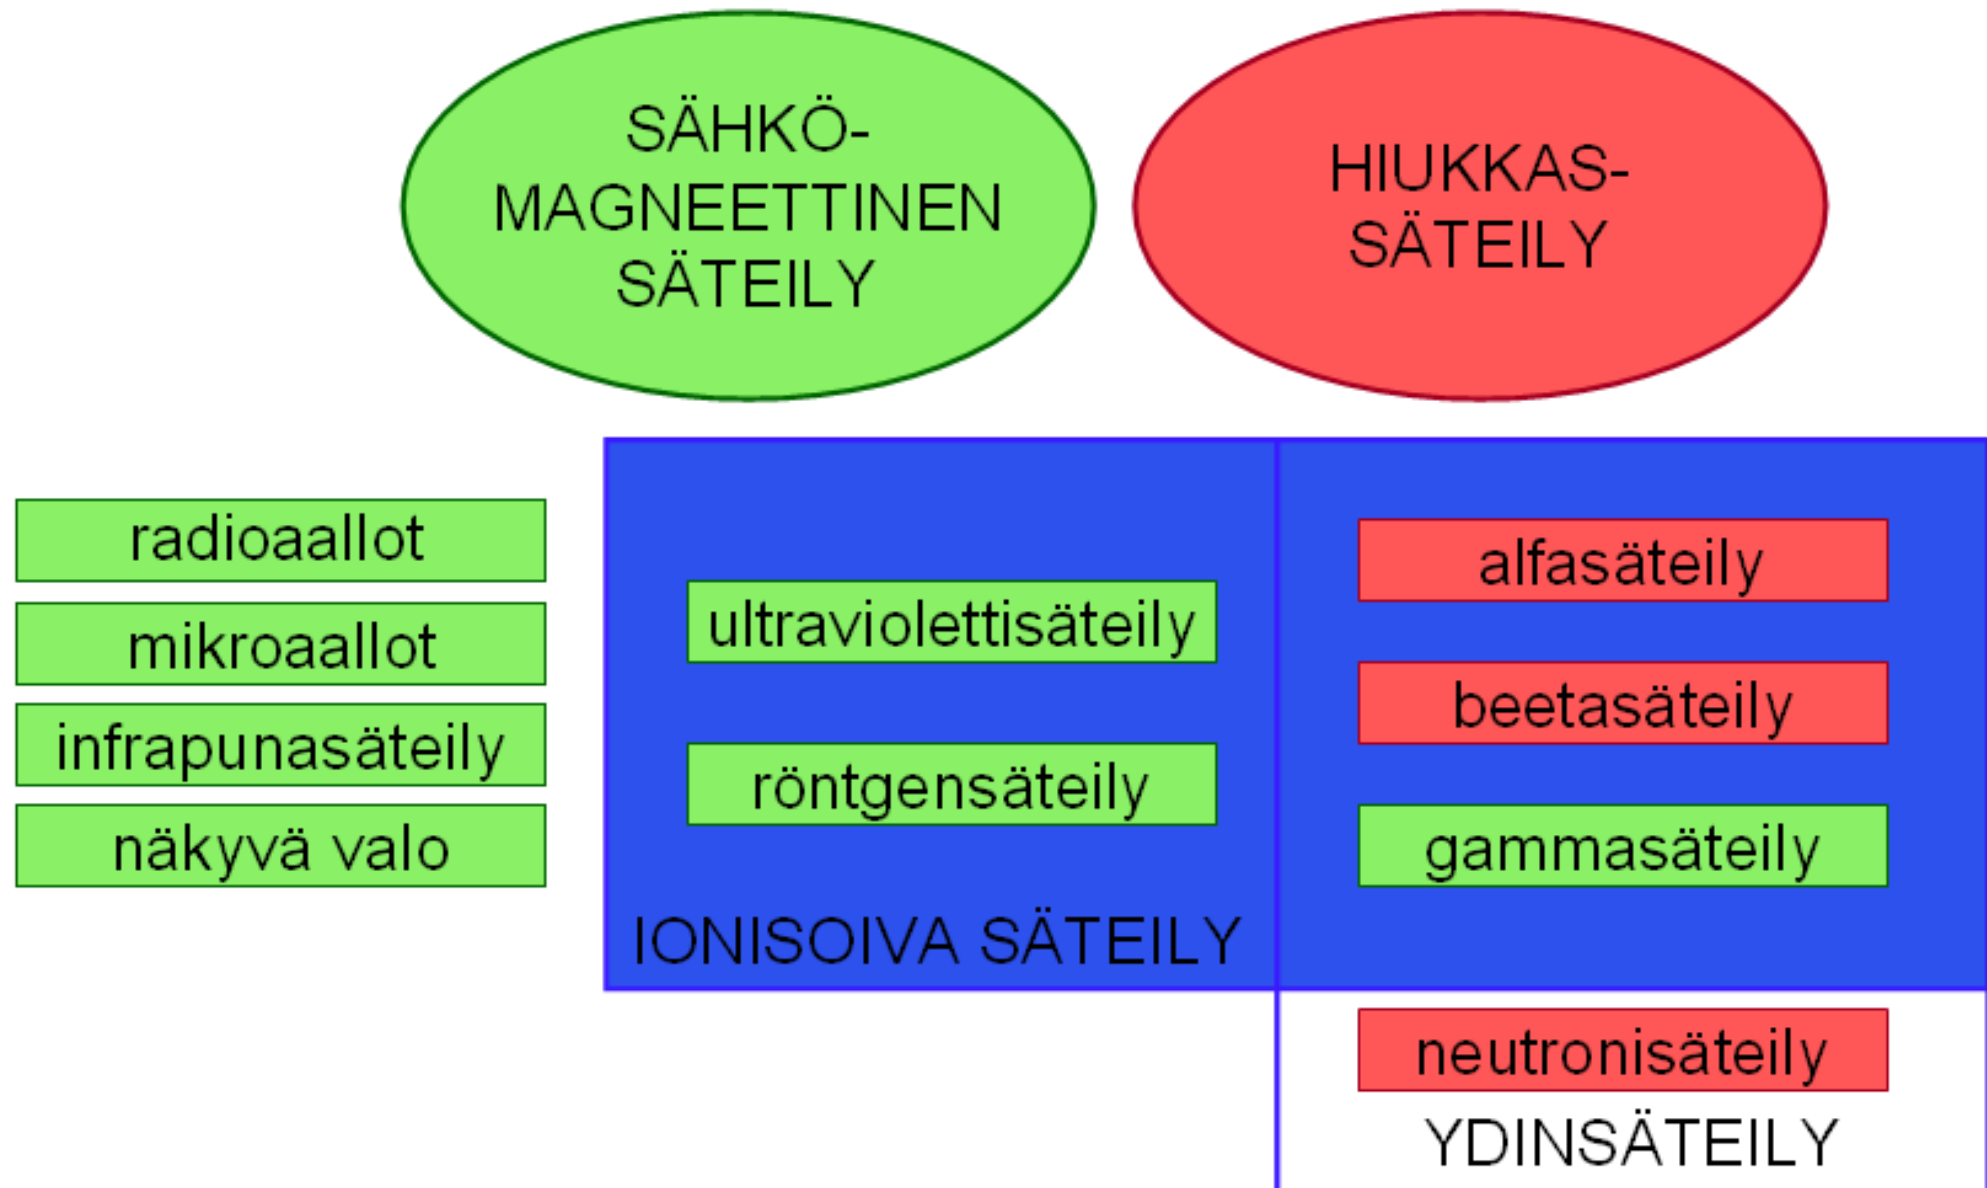 SÄHKÖ-
MAGNEETTINEN
SÄTEILY
HIUKKAS-
SÄTEILY
radioaallot
mikroaallot
infrapunasäteily
näkyvä valo
ultraviolettisäteily
röntgensäteily
IONISOIVA SÄTEILY
alfasäteily
beetasäteily
gammasäteily
neutronisäteily
YDINSÄTEILY